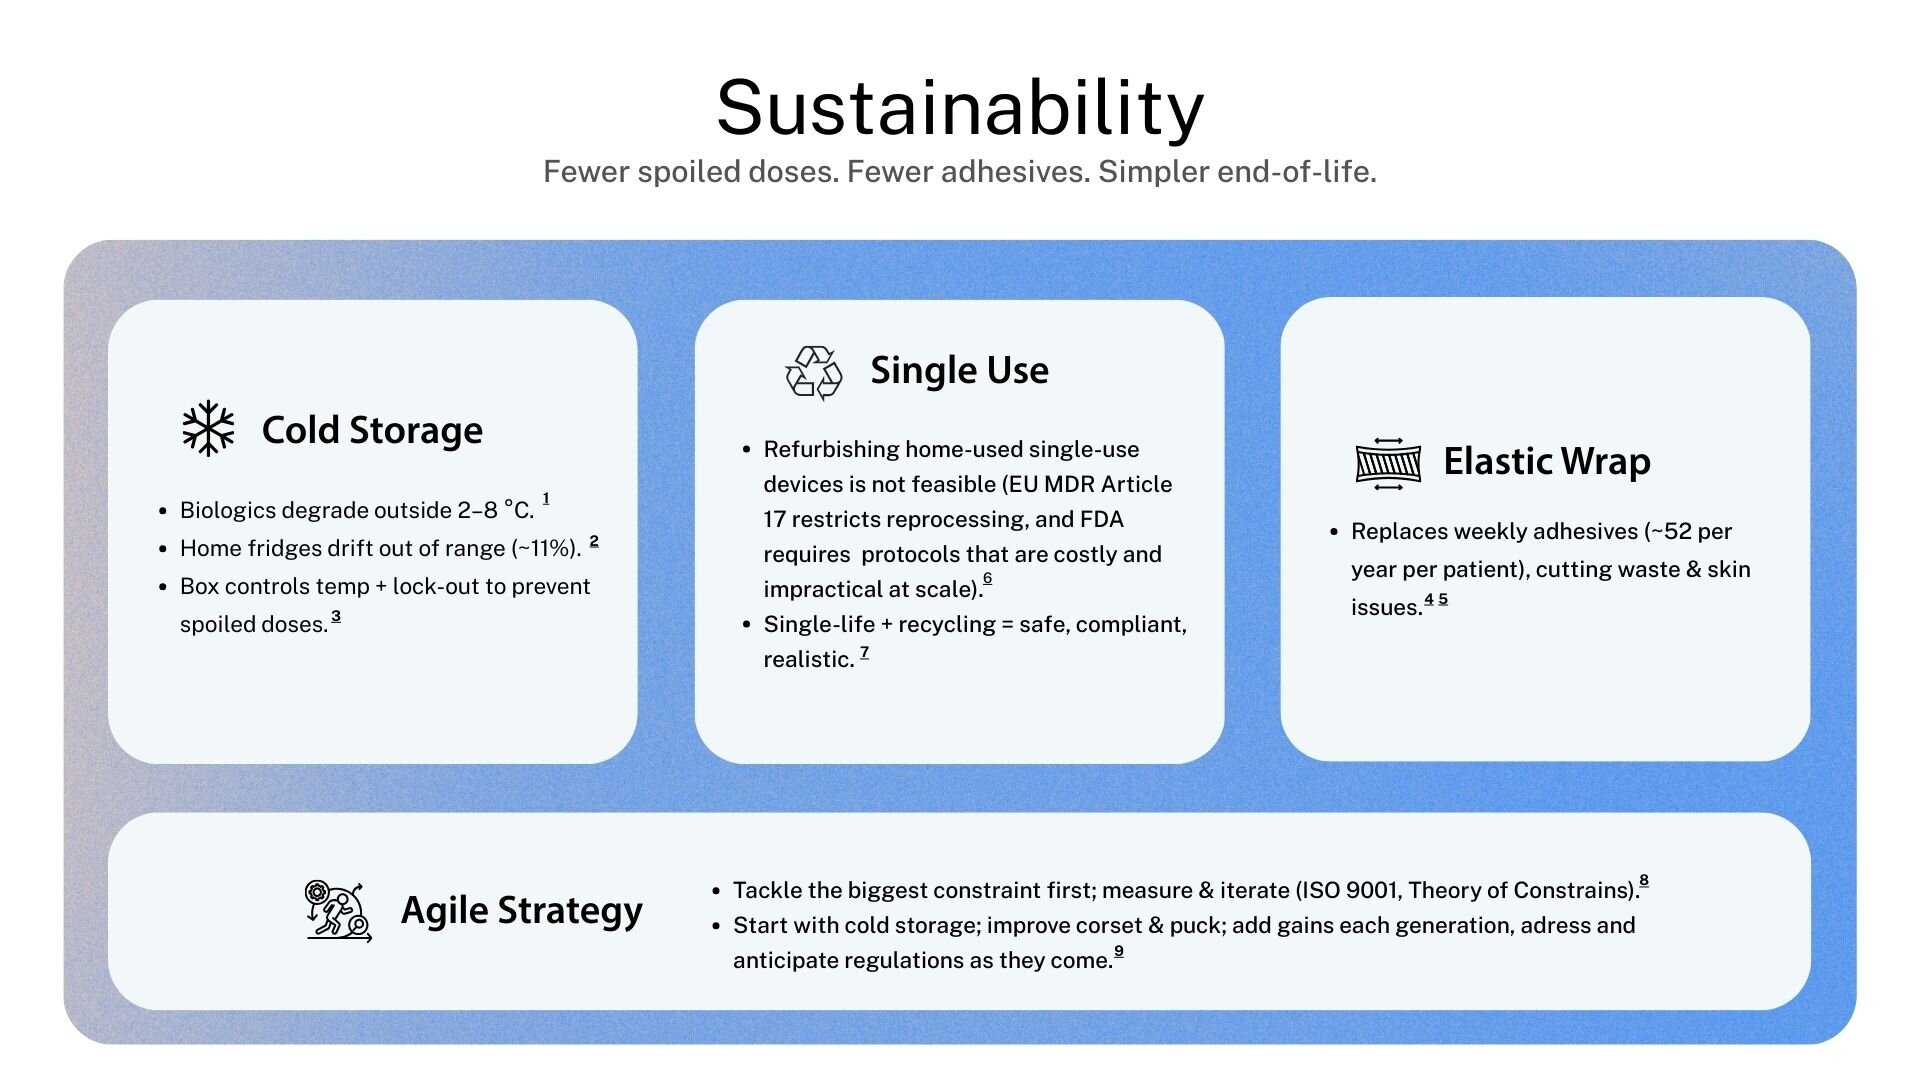 Sustainability
Fewer spoiled doses. Fewer adhesives. Simpler end-of-life.
Cold Storage
• Biologics degrade outside 2–8 °C. 1
• Home fridges drift out of range (~11%). 2
• Box controls temp + lock-out to prevent
spoiled doses. 3
Single Use
• Refurbishing home-used single-use
devices is not feasible (EU MDR Article
17 restricts reprocessing, and FDA
requires  protocols that are costly and
impractical at scale).6
• Single-life + recycling = safe, compliant,
realistic. 7
Elastic Wrap
• Replaces weekly adhesives (~52 per
year per patient), cutting waste & skin
issues.4 5
Agile Strategy
• Tackle the biggest constraint first; measure & iterate (ISO 9001, Theory of Constrains).8
• Start with cold storage; improve corset & puck; add gains each generation, adress and
anticipate regulations as they come.9